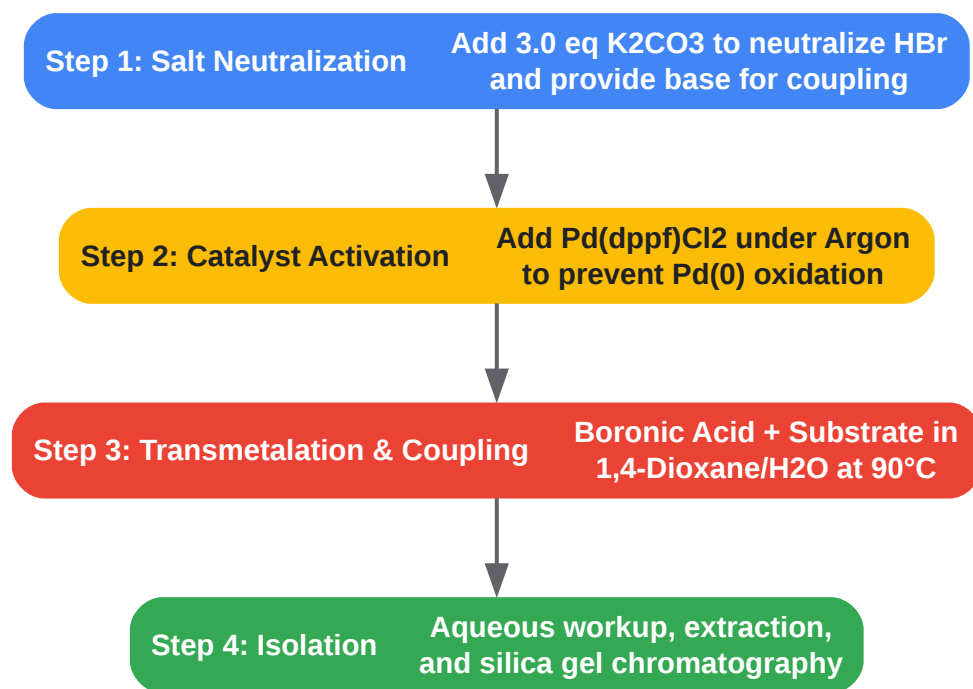 Step 1: Salt Neutralization
Add 3.0 eq K2CO3 to neutralize HBr
and provide base for coupling
Step 2: Catalyst Activation
Add Pd(dppf)Cl2 under Argon
to prevent Pd(0) oxidation
Step 3: Transmetalation & Coupling
Boronic Acid + Substrate in
1,4-Dioxane/H2O at 90°C
Step 4: Isolation
Aqueous workup, extraction,
and silica gel chromatography